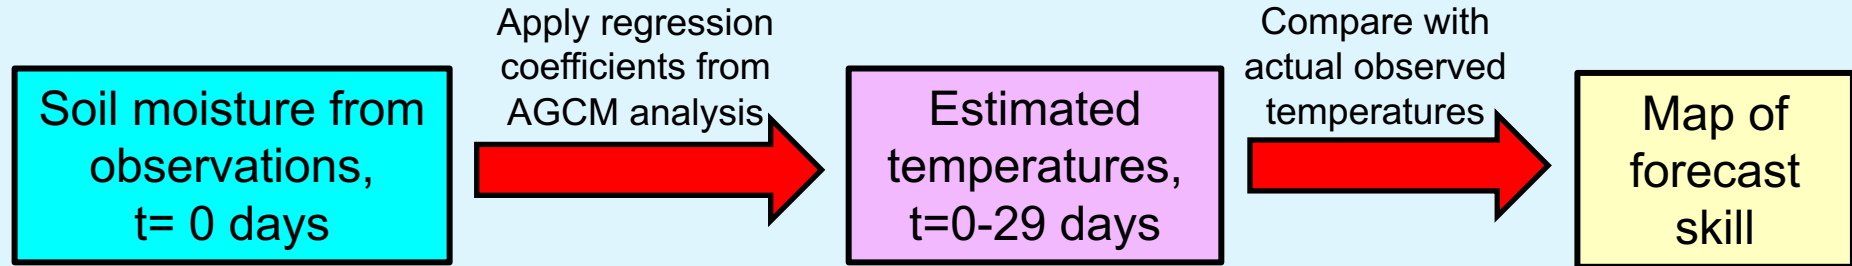 Soil moisture from
observations,
t= 0 days
Apply regression
coefficients from
AGCM analysis
Estimated
temperatures,
t=0-29 days
Compare with
actual observed
temperatures
Map of
forecast
skill